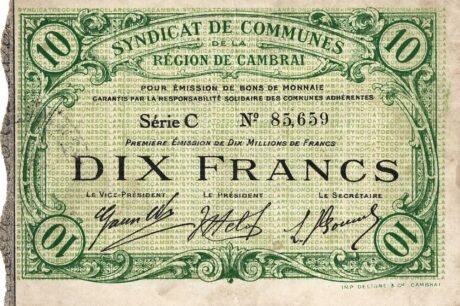 10 10
SYNDICAT DE COMMUNES
DE LA
RÉGION DE CAMBRAI
POUR ÉMISSION DE BONS DE MONNAIE
GARANTIS PAR LA RESPONSABILITÉ SOLIDAIRE DES COMMUNES ADHÉRENTES
Série C Nº 85,659
PREMIÈRE ÉMISSION DE DIX MILLIONS DE FRANCS
DIX FRANCS
LE VICE-PRÉSIDENT LE PRÉSIDENT LE SECRÉTAIRE
10 10
IMP DELIGNE & Cⁱᵉ CAMBRAI